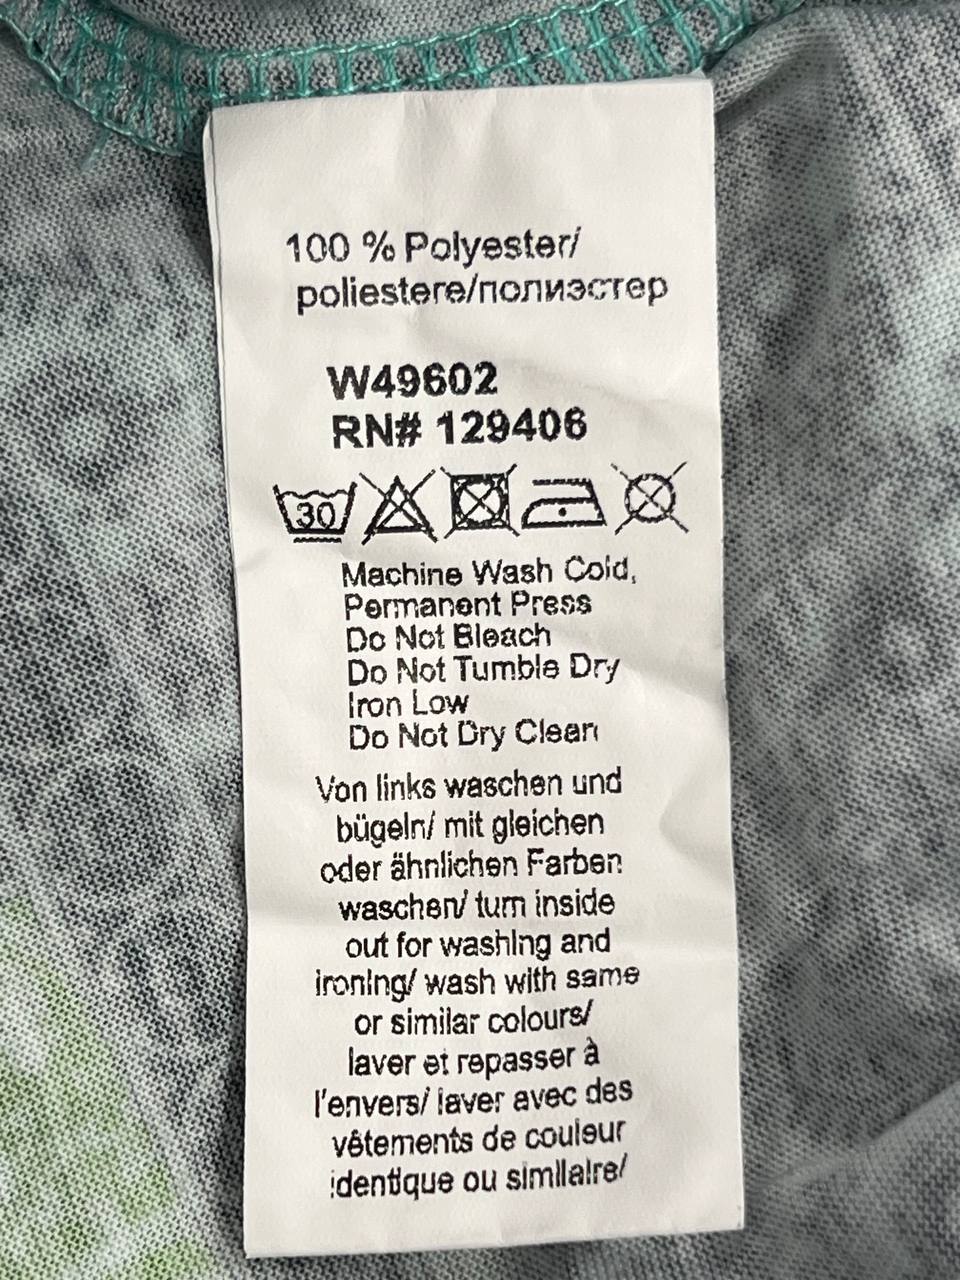 100 % Polyester/
poliestere/полиэстер
W49602
RN# 129406
30
Machine Wash Cold,
Permanent Press
Do Not Bleach
Do Not Tumble Dry
Iron Low
Do Not Dry Clean
Von links waschen und
bügeln/ mit gleichen
oder ähnlichen Farben
waschen/ turn inside
out for washing and
ironing/ wash with same
or similar colours/
laver et repasser à
l'envers/ laver avec des
vêtements de couleur
identique ou similaire/